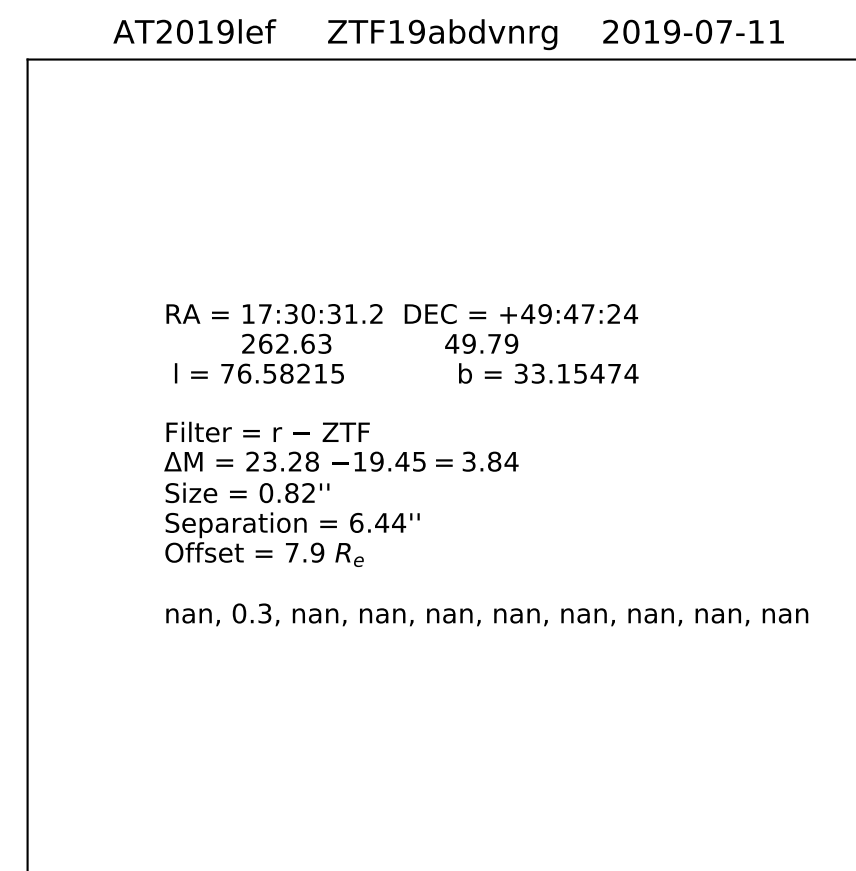 AT2019lef ZTF19abdvnrg 2019-07-11
RA = 17:30:31.2 DEC = +49:47:24
262.63 49.79
l = 76.58215 b = 33.15474
Filter = r − ZTF
ΔM = 23.28 −19.45 = 3.84
Size = 0.82''
Separation = 6.44''
Offset = 7.9 Rₑ
nan, 0.3, nan, nan, nan, nan, nan, nan, nan, nan